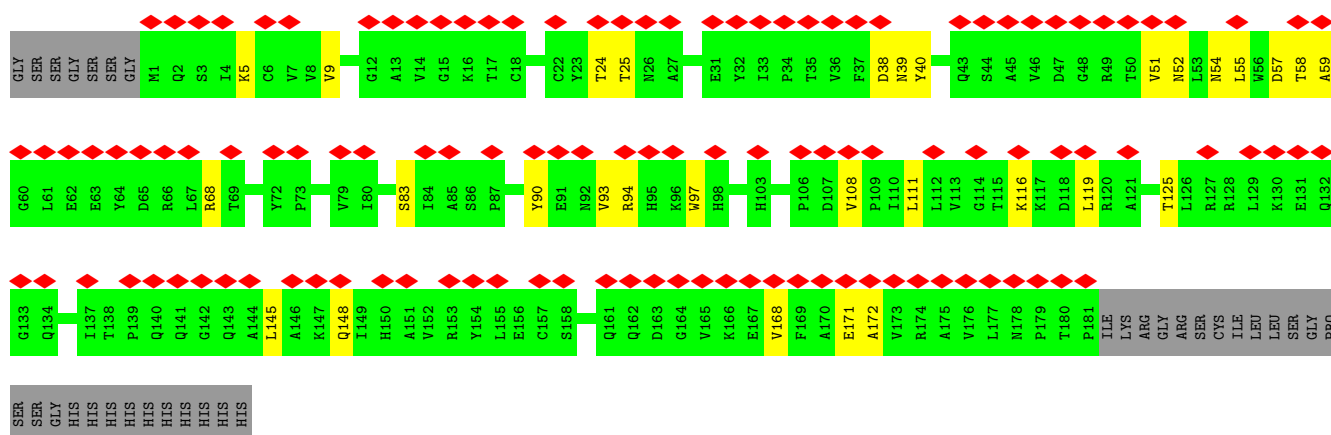 GLY SER SER GLY SER SER GLY M1 Q2 S3 I4 K5 C6 V7 V8 V9 G12 A13 V14 G15 K16 T17 C18 C22 Y23 T24 T25 N26 A27 E31 Y32 I33 P34 T35 V36 F37 D38 N39 Y40 Q43 S44 A45 V46 D47 G48 R49 T50 V51 N52 L53 N54 L55 W56 D57 T58 A59
G60 L61 E62 E63 Y64 D65 R66 L67 R68 T69 Y72 P73 V79 I80 S83 I84 A85 S86 P87 Y90 E91 N92 V93 R94 H95 K96 W97 H98 H103 P106 D107 V108 P109 I110 L111 L112 V113 G114 T115 K116 K117 D118 L119 R120 A121 T125 L126 R127 R128 L129 K130 E131 Q132
G133 Q134 I137 T138 P139 Q140 Q141 G142 Q143 A144 L145 A146 K147 Q148 I149 H150 A151 V152 R153 Y154 L155 E156 C157 S158 Q161 Q162 D163 G164 V165 K166 E167 V168 F169 A170 E171 A172 V173 R174 A175 V176 L177 N178 P179 T180 P181 ILE LYS ARG GLY ARG SER CYS ILE LEU LEU SER GLY PRO
SER SER GLY HIS HIS HIS HIS HIS HIS HIS HIS HIS HIS